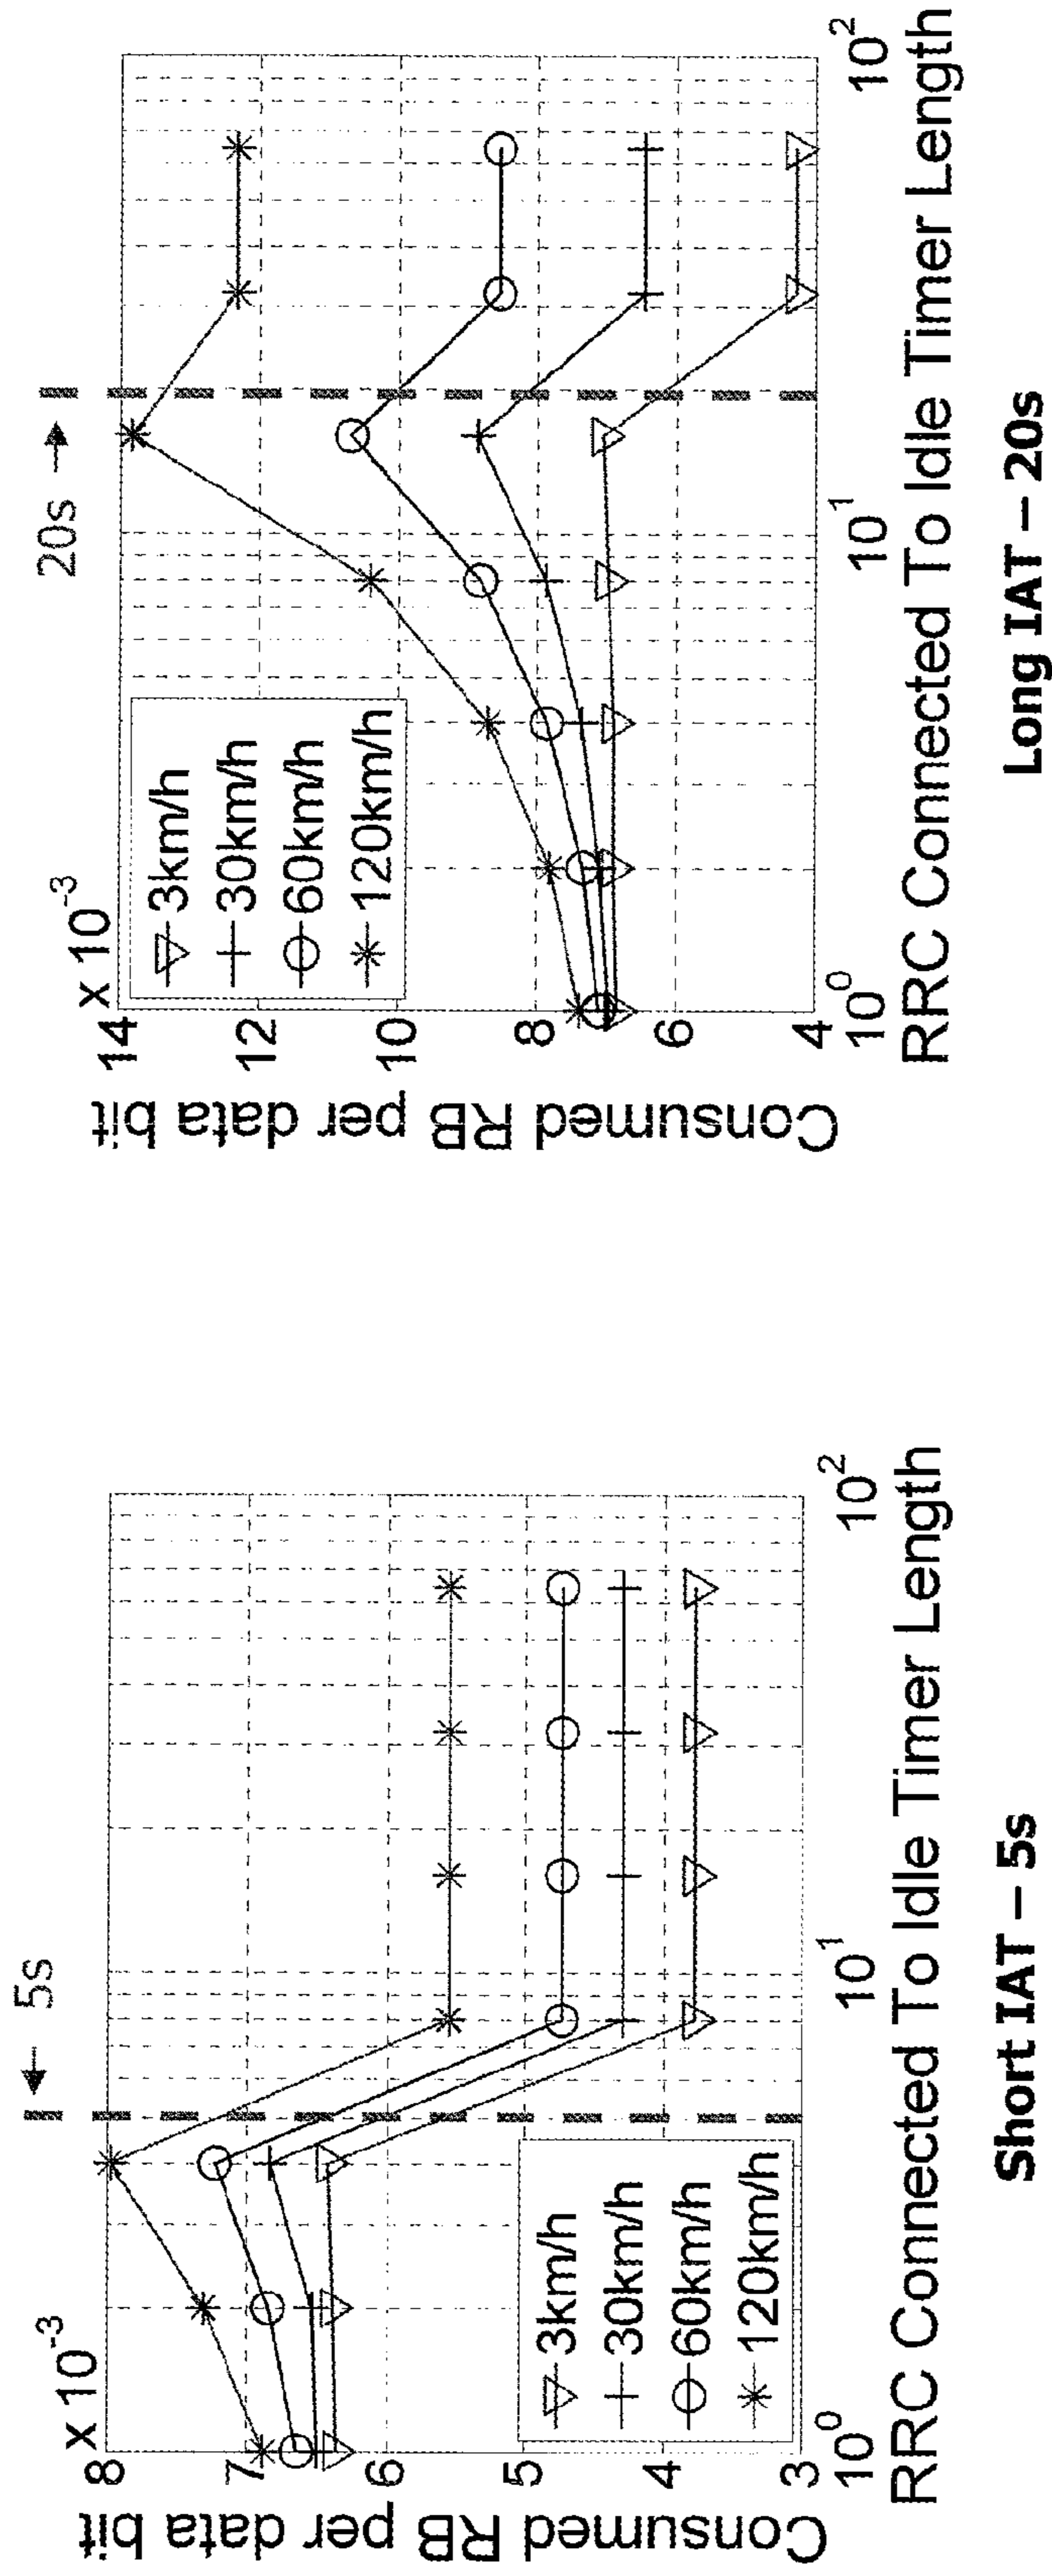 ← 5s
x 10-3
8
7
6
5
4
3
Consumed RB per data bit
3km/h
30km/h
60km/h
120km/h
10^0
10^1
10^2
RRC Connected To Idle Timer Length
Short IAT – 5s
20s →
x 10-3
14
12
10
8
6
4
Consumed RB per data bit
3km/h
30km/h
60km/h
120km/h
10^0
10^1
10^2
RRC Connected To Idle Timer Length
Long IAT – 20s